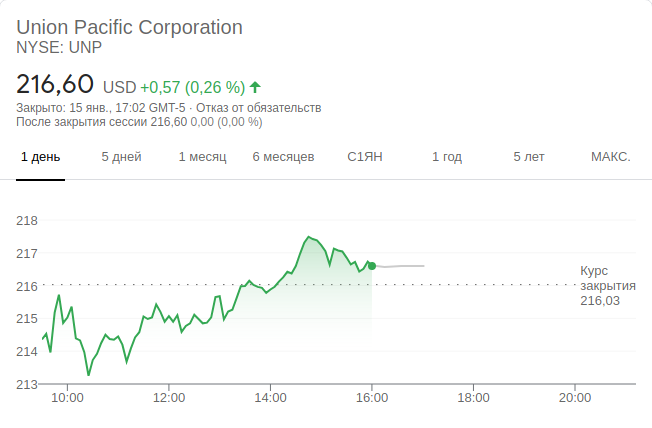 Union Pacific Corporation
NYSE: UNP
216,60 USD +0,57 (0,26 %)
Закрыто: 15 янв., 17:02 GMT-5 · Отказ от обязательств
После закрытия сессии 216,60 0,00 (0,00 %)
1 день 5 дней 1 месяц 6 месяцев С1ЯН 1 год 5 лет МАКС.
218
217
216
215
214
213
Курс
закрытия
216,03
10:00 12:00 14:00 16:00 18:00 20:00